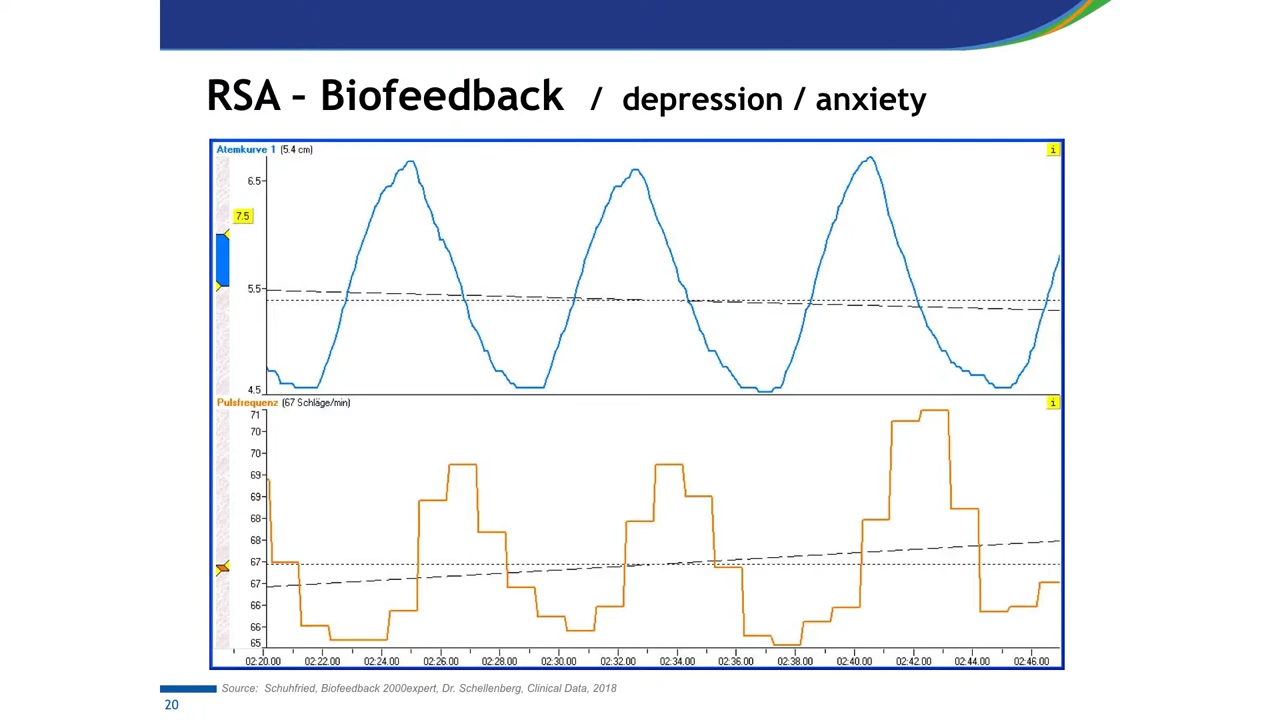 RSA – Biofeedback / depression / anxiety
Atemkurve 1 (5.4 cm)
i
6.5
7.5
5.5
4.5
Pulsfrequenz (67 Schläge/min)
i
71
70
70
69
69
68
68
67
67
66
66
65
02:20.00 02:22.00 02:24.00 02:26.00 02:28.00 02:30.00 02:32.00 02:34.00 02:36.00 02:38.00 02:40.00 02:42.00 02:44.00 02:46.00
Source: Schuhfried, Biofeedback 2000expert, Dr. Schellenberg, Clinical Data, 2018
20